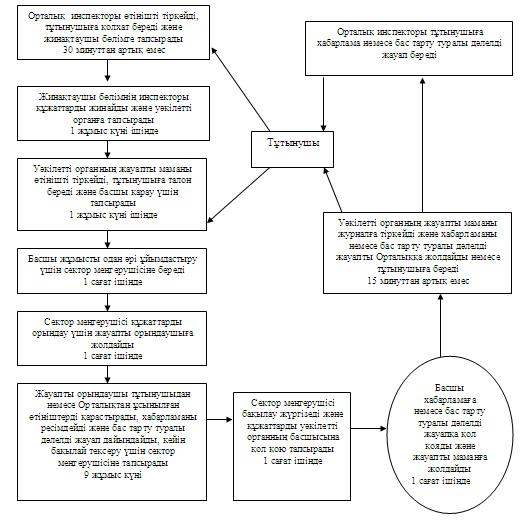 Орталық инспекторы өтінішті тіркейді,
тұтынушыға қолхат береді және
жинақтаушы бөлімге тапсырады
30 минуттан артық емес
Жинақтаушы бөлімнің инспекторы
құжаттарды жинайды және уәкілетті
органға тапсырады
1 жұмыс күні ішінде
Уәкілетті органның жауапты маманы
өтінішті тіркейді, тұтынушыға талон
береді және басшы қарау үшін
тапсырады
1 жұмыс күні ішінде
Басшы жұмысты одан әрі ұйымдастыру
үшін сектор меңгерушісіне береді
1 сағат ішінде
Сектор меңгерушісі құжаттарды
орындау үшін жауапты орындаушыға
жолдайды
1 сағат ішінде
Жауапты орындаушы тұтынушыдан
немесе Орталықтан ұсынылған
өтініштерді қарастырады, хабарламаны
ресімдейді және бас тарту туралы
дәлелді жауап дайындайды, кейін
бақылай тексеру үшін сектор
меңгерушісіне тапсырады
9 жұмыс күні
Сектор меңгерушісі
бақылау жүргізеді және
құжаттарды уәкілетті
органның басшысына
қол қою тапсырады
1 сағат ішінде
Басшы
хабарламаға
немесе бас тарту
туралы дәлелді
жауапқа қол
қояды және
жауапты маманға
жолдайды
1 сағат ішінде
Уәкілетті органның жауапты маманы
журналға тіркейді және хабарламаны
немесе бас тарту туралы дәлелді
жауапты Орталыққа жолдайды немесе
тұтынушыға береді
15 минуттан артық емес
Тұтынушы
Орталық инспекторы тұтынушыға
хабарлама немесе бас тарту туралы дәлелді
жауап береді